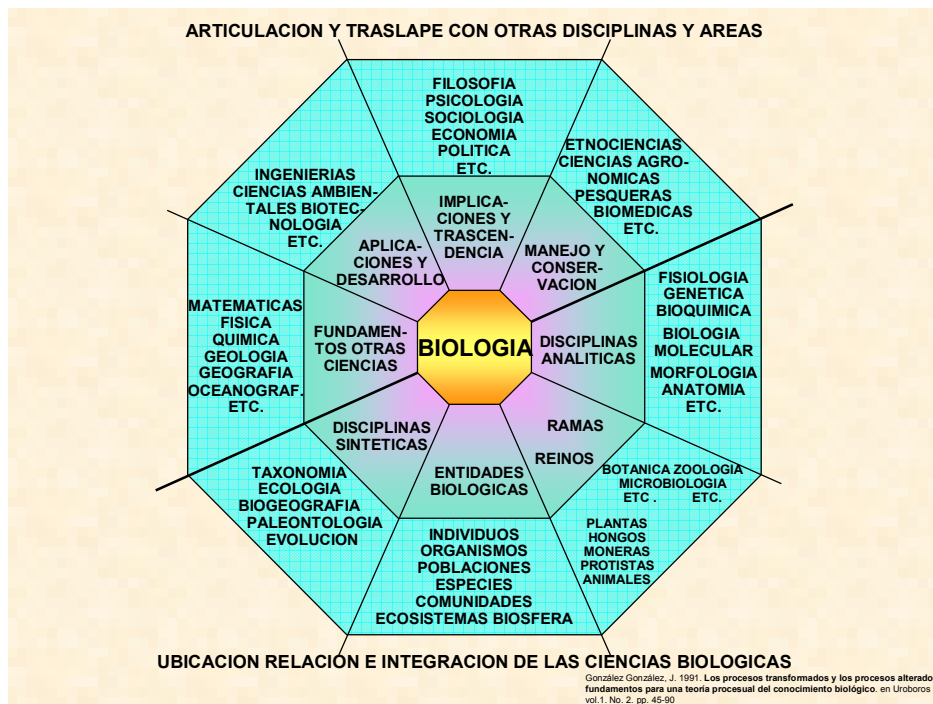 ARTICULACION Y TRASLAPE CON OTRAS DISCIPLINAS Y AREAS
FILOSOFIA
PSICOLOGIA
SOCIOLOGIA
ECONOMIA
POLITICA
ETC.
ETNOCIENCIAS
CIENCIAS AGRO-
NOMICAS
PESQUERAS
BIOMEDICAS
ETC.
INGENIERIAS
CIENCIAS AMBIEN-
TALES BIOTEC-
NOLOGIA
ETC.
IMPLICA-
CIONES Y
TRASCEN-
DENCIA
APLICA-
CIONES Y
DESARROLLO
MANEJO Y
CONSER-
VACION
MATEMATICAS
FISICA
QUIMICA
GEOLOGIA
GEOGRAFIA
OCEANOGRAF.
ETC.
FUNDAMEN-
TOS OTRAS
CIENCIAS
BIOLOGIA
DISCIPLINAS
ANALITICAS
FISIOLOGIA
GENETICA
BIOQUIMICA
BIOLOGIA
MOLECULAR
MORFOLOGIA
ANATOMIA
ETC.
DISCIPLINAS
SINTETICAS
ENTIDADES
BIOLOGICAS
RAMAS
REINOS
TAXONOMIA
ECOLOGIA
BIOGEOGRAFIA
PALEONTOLOGIA
EVOLUCION
INDIVIDUOS
ORGANISMOS
POBLACIONES
ESPECIES
COMUNIDADES
ECOSISTEMAS BIOSFERA
BOTANICA ZOOLOGIA
MICROBIOLOGIA
ETC . ETC.
PLANTAS
HONGOS
MONERAS
PROTISTAS
ANIMALES
UBICACION RELACION E INTEGRACION DE LAS CIENCIAS BIOLOGICAS
González González, J. 1991. Los procesos transformados y los procesos alterado
fundamentos para una teoría procesual del conocimiento biológico. en Uroboros
vol.1. No. 2. pp. 45-90